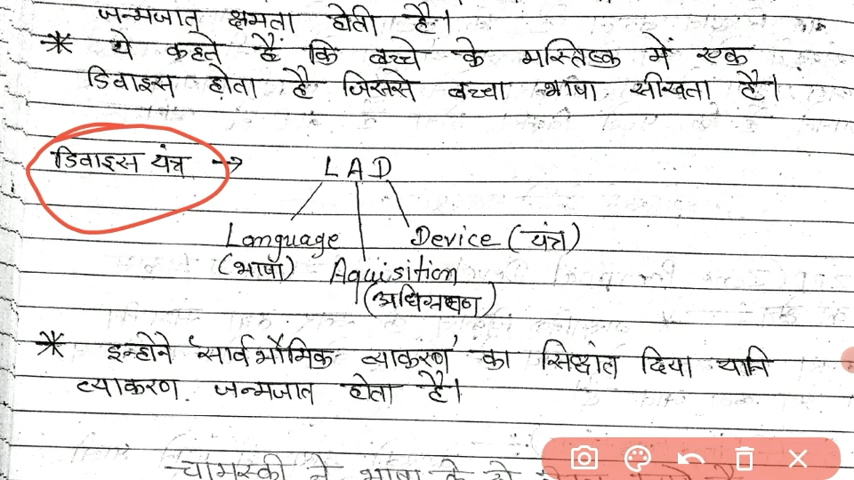 जन्मजात क्षमता होती है।
* ये कहते हैं कि बच्चे के मस्तिष्क में एक
डिवाइस होता है जिससे बच्चा भाषा सीखता है।
डिवाइस यंत्र → LAD
Language Device (यंत्र)
(भाषा) Aquisition
(अधिग्रहण)
* इन्होने 'सार्वभौमिक व्याकरण' का सिद्धांत दिया यानि
व्याकरण जन्मजात होता है।
चामस्की ने भाषा के